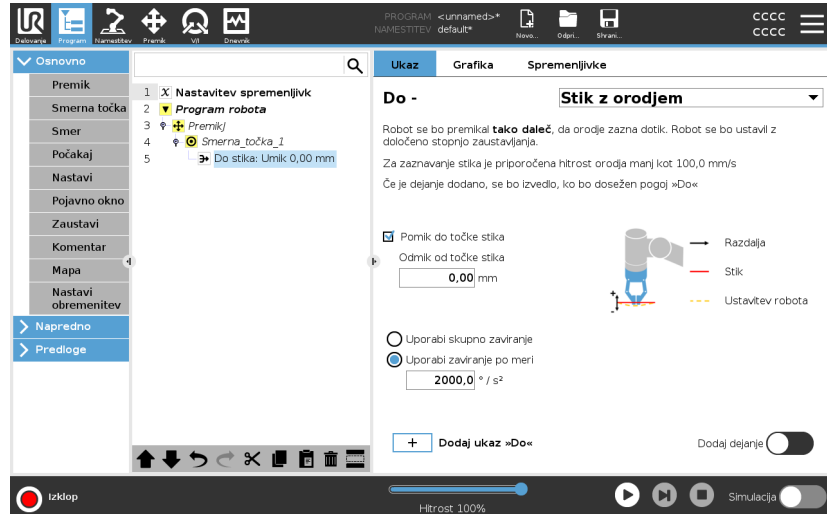 UR
PROGRAM <unnamed>*
NAMESTITEV default*
cccc
cccc
Delovanje Program Namestitev Premik V/I Dnevnik
Novo... Odpri... Shrani...
Osnovno
Premik
Smerna točka
Smer
Počakaj
Nastavi
Pojavno okno
Zaustavi
Komentar
Mapa
Nastavi
obremenitev
Napredno
Predloge
1 X Nastavitev spremenljivk
2 Program robota
3 PremikJ
4 Smerna_točka_1
5 Do stika: Umik 0,00 mm
Ukaz Grafika Spremenljivke
Do - Stik z orodjem
Robot se bo premikal tako daleč, da orodje zazna dotik. Robot se bo ustavil z
določeno stopnjo zaustavljanja.
Za zaznavanje stika je priporočena hitrost orodja manj kot 100,0 mm/s
Če je dejanje dodano, se bo izvedlo, ko bo dosežen pogoj »Do«
Pomik do točke stika
Odmik od točke stika
0,00 mm
Razdalja
Stik
Ustavitev robota
+
-
Uporabi skupno zaviranje
Uporabi zaviranje po meri
2000,0 ° / s²
+ Dodaj ukaz »Do«
Dodaj dejanje
Izklop
Hitrost 100%
Simulacija